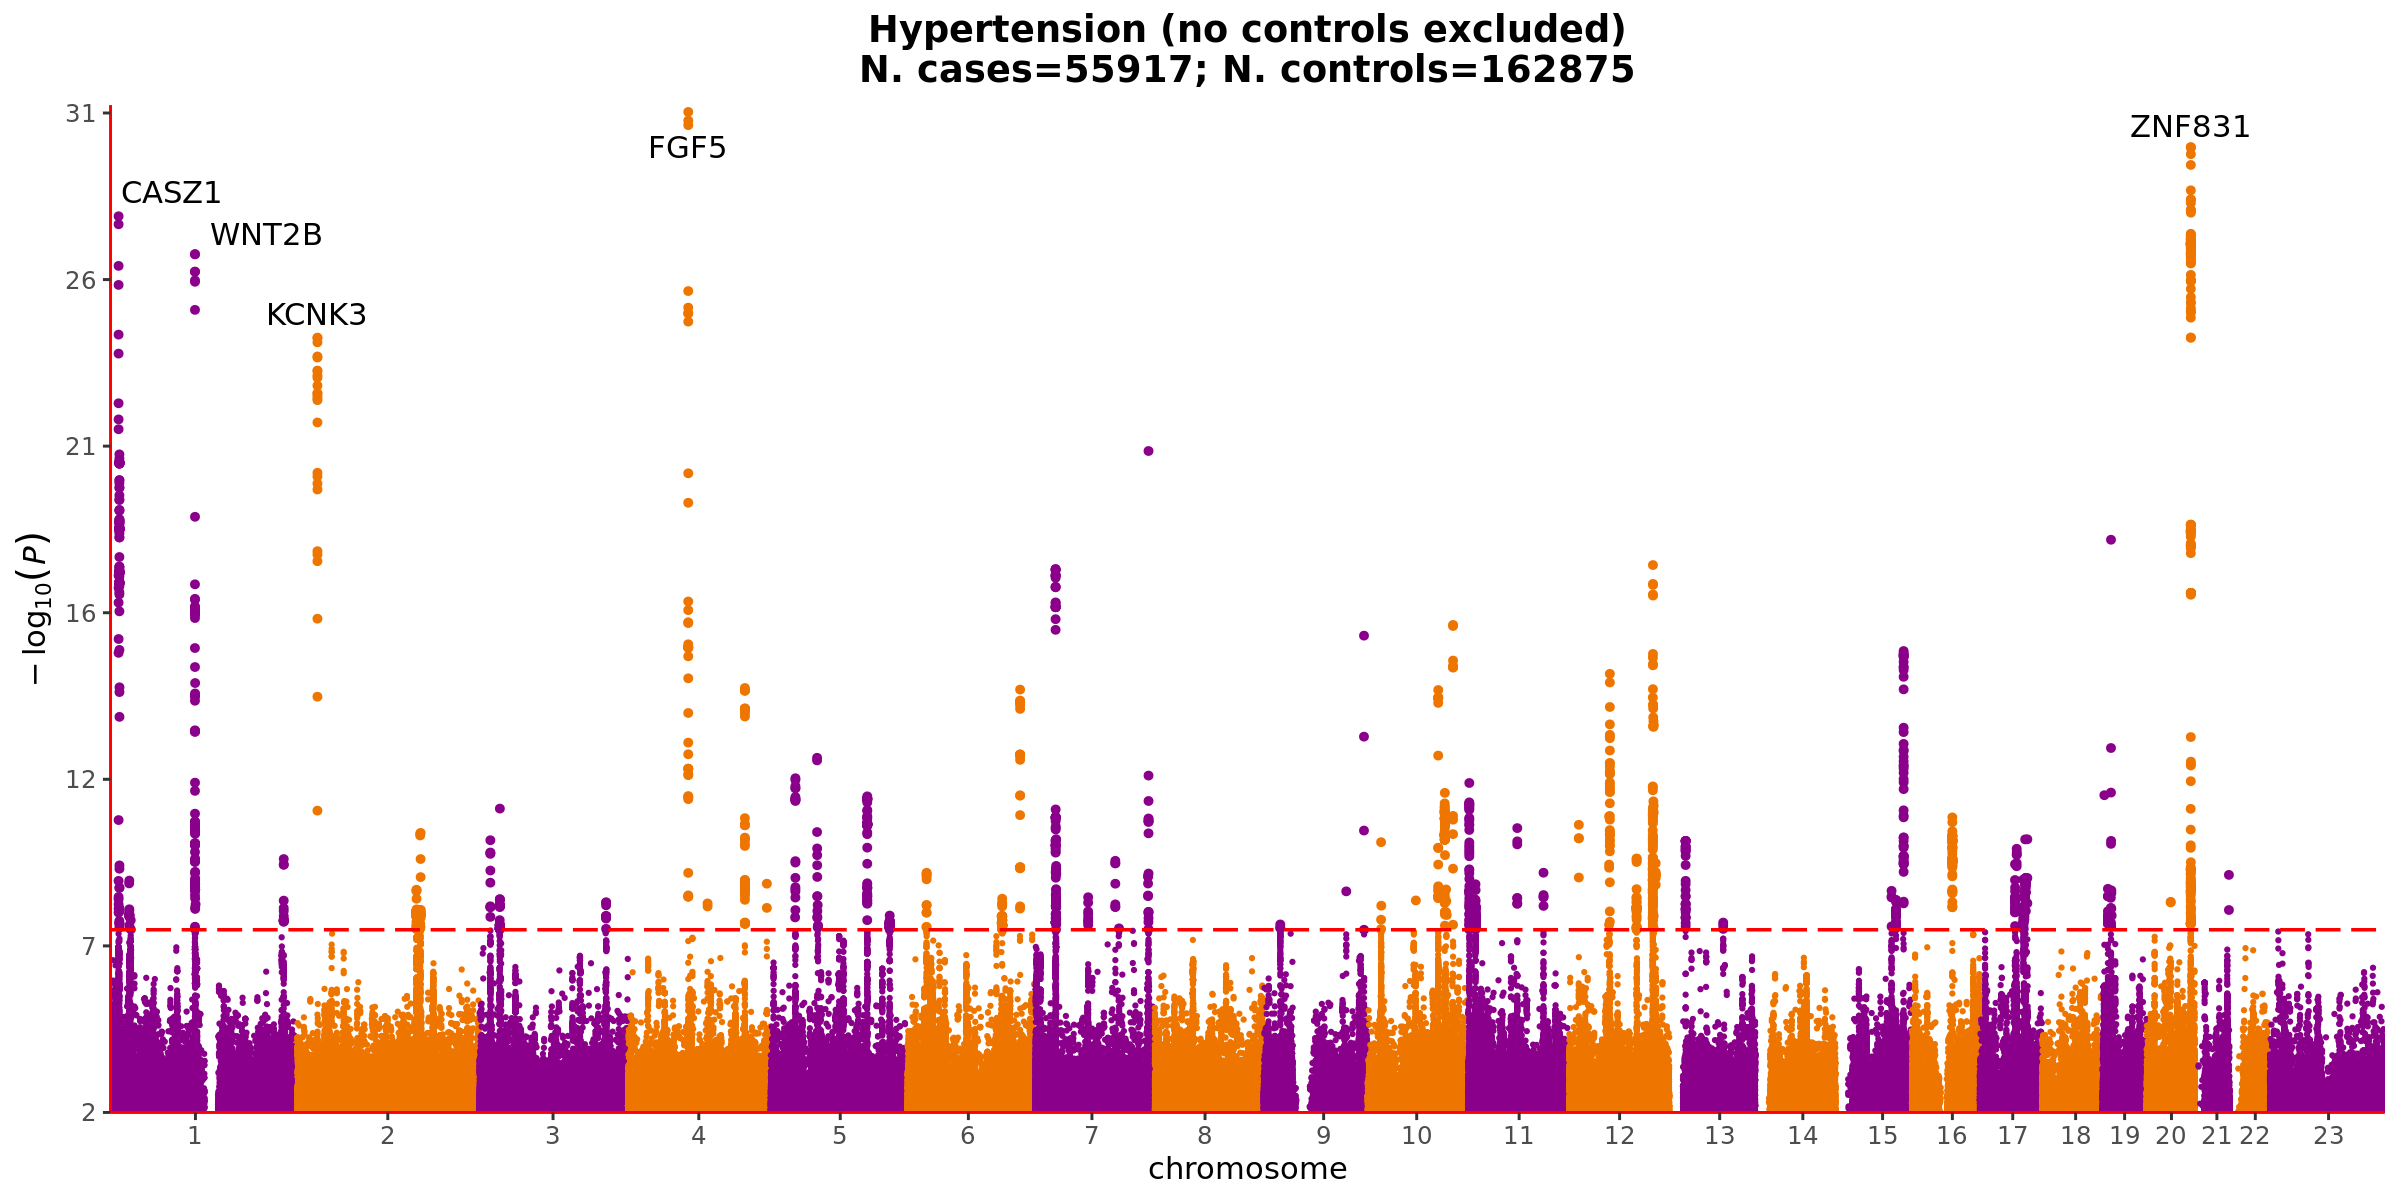 Hypertension (no controls excluded)
N. cases=55917; N. controls=162875
31
26
21
16
12
7
2
−log10(P)
CASZ1
WNT2B
KCNK3
FGF5
ZNF831
1 2 3 4 5 6 7 8 9 10 11 12 13 14 15 16 17 18 19 20 21 22 23
chromosome